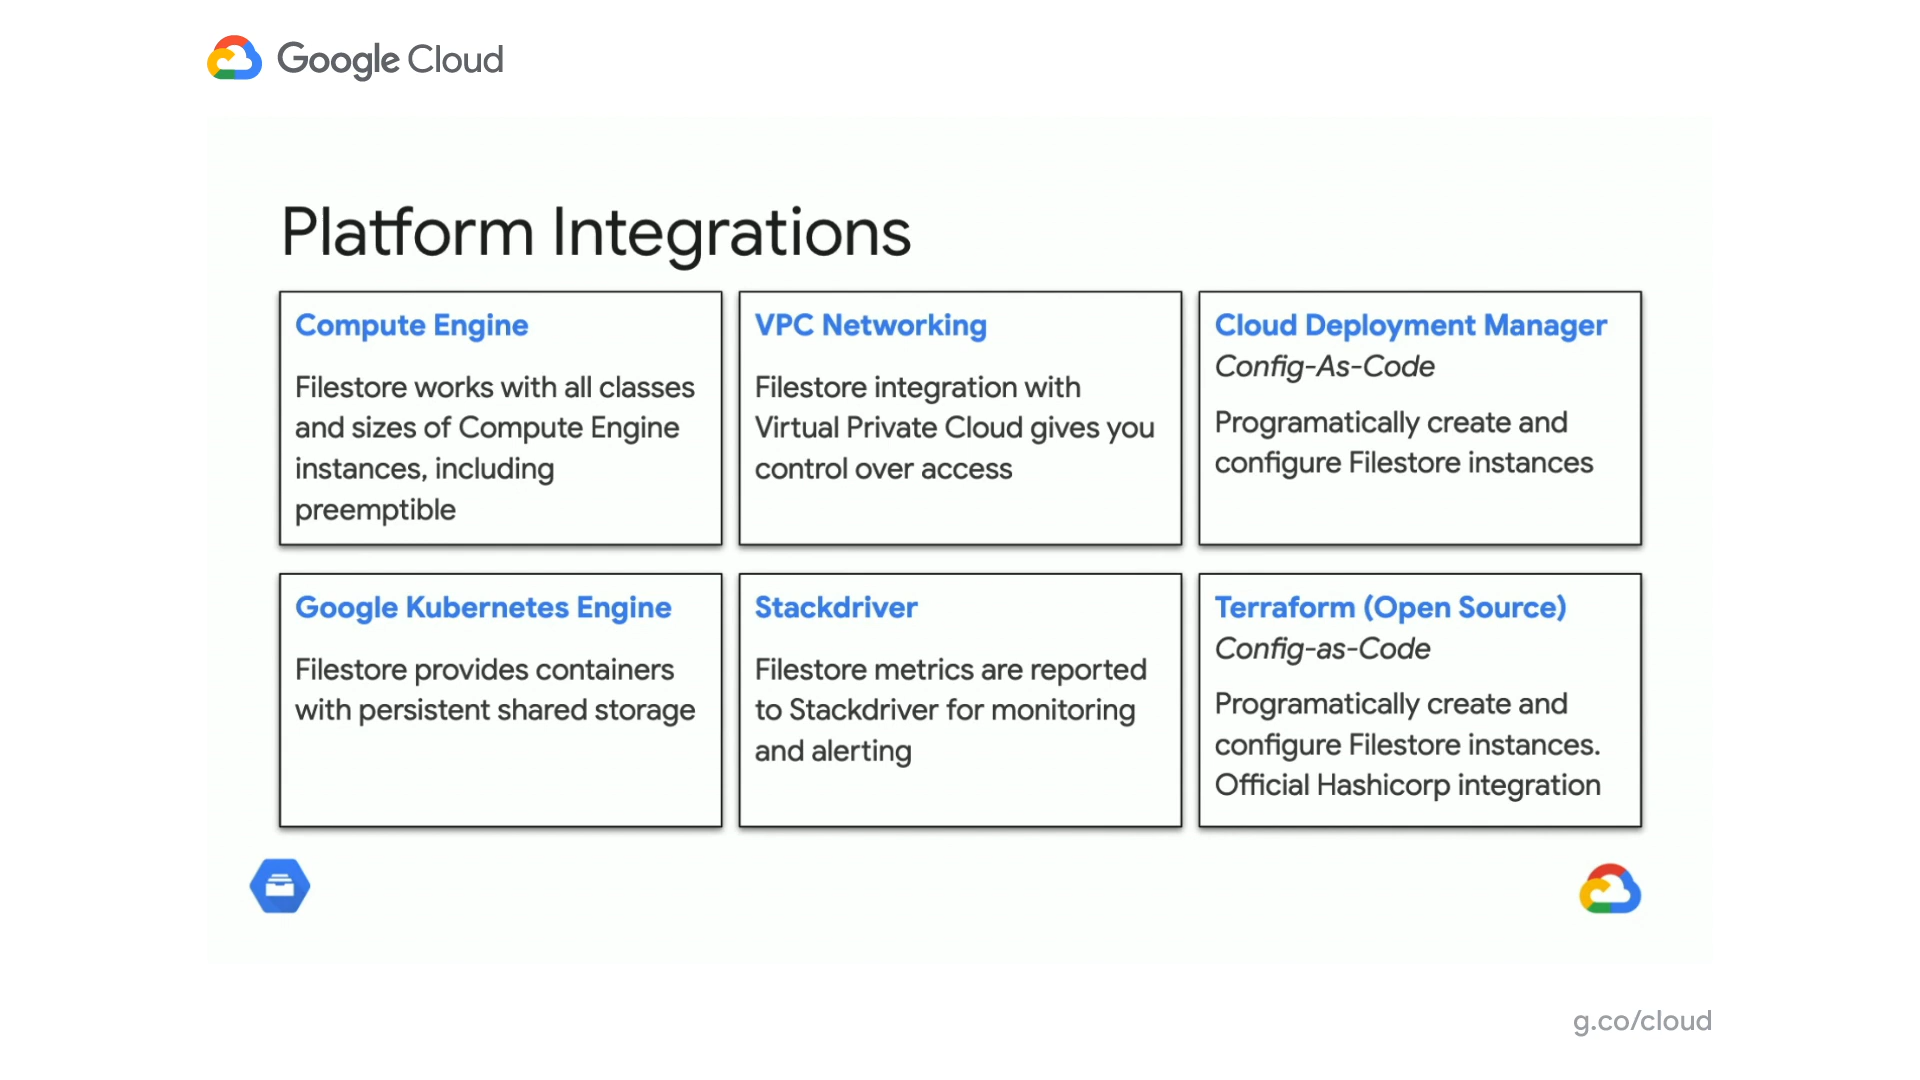 Google Cloud
Platform Integrations
Compute Engine
Filestore works with all classes
and sizes of Compute Engine
instances, including
preemptible
VPC Networking
Filestore integration with
Virtual Private Cloud gives you
control over access
Cloud Deployment Manager
Config-As-Code
Programatically create and
configure Filestore instances
Google Kubernetes Engine
Filestore provides containers
with persistent shared storage
Stackdriver
Filestore metrics are reported
to Stackdriver for monitoring
and alerting
Terraform (Open Source)
Config-as-Code
Programatically create and
configure Filestore instances.
Official Hashicorp integration
g.co/cloud